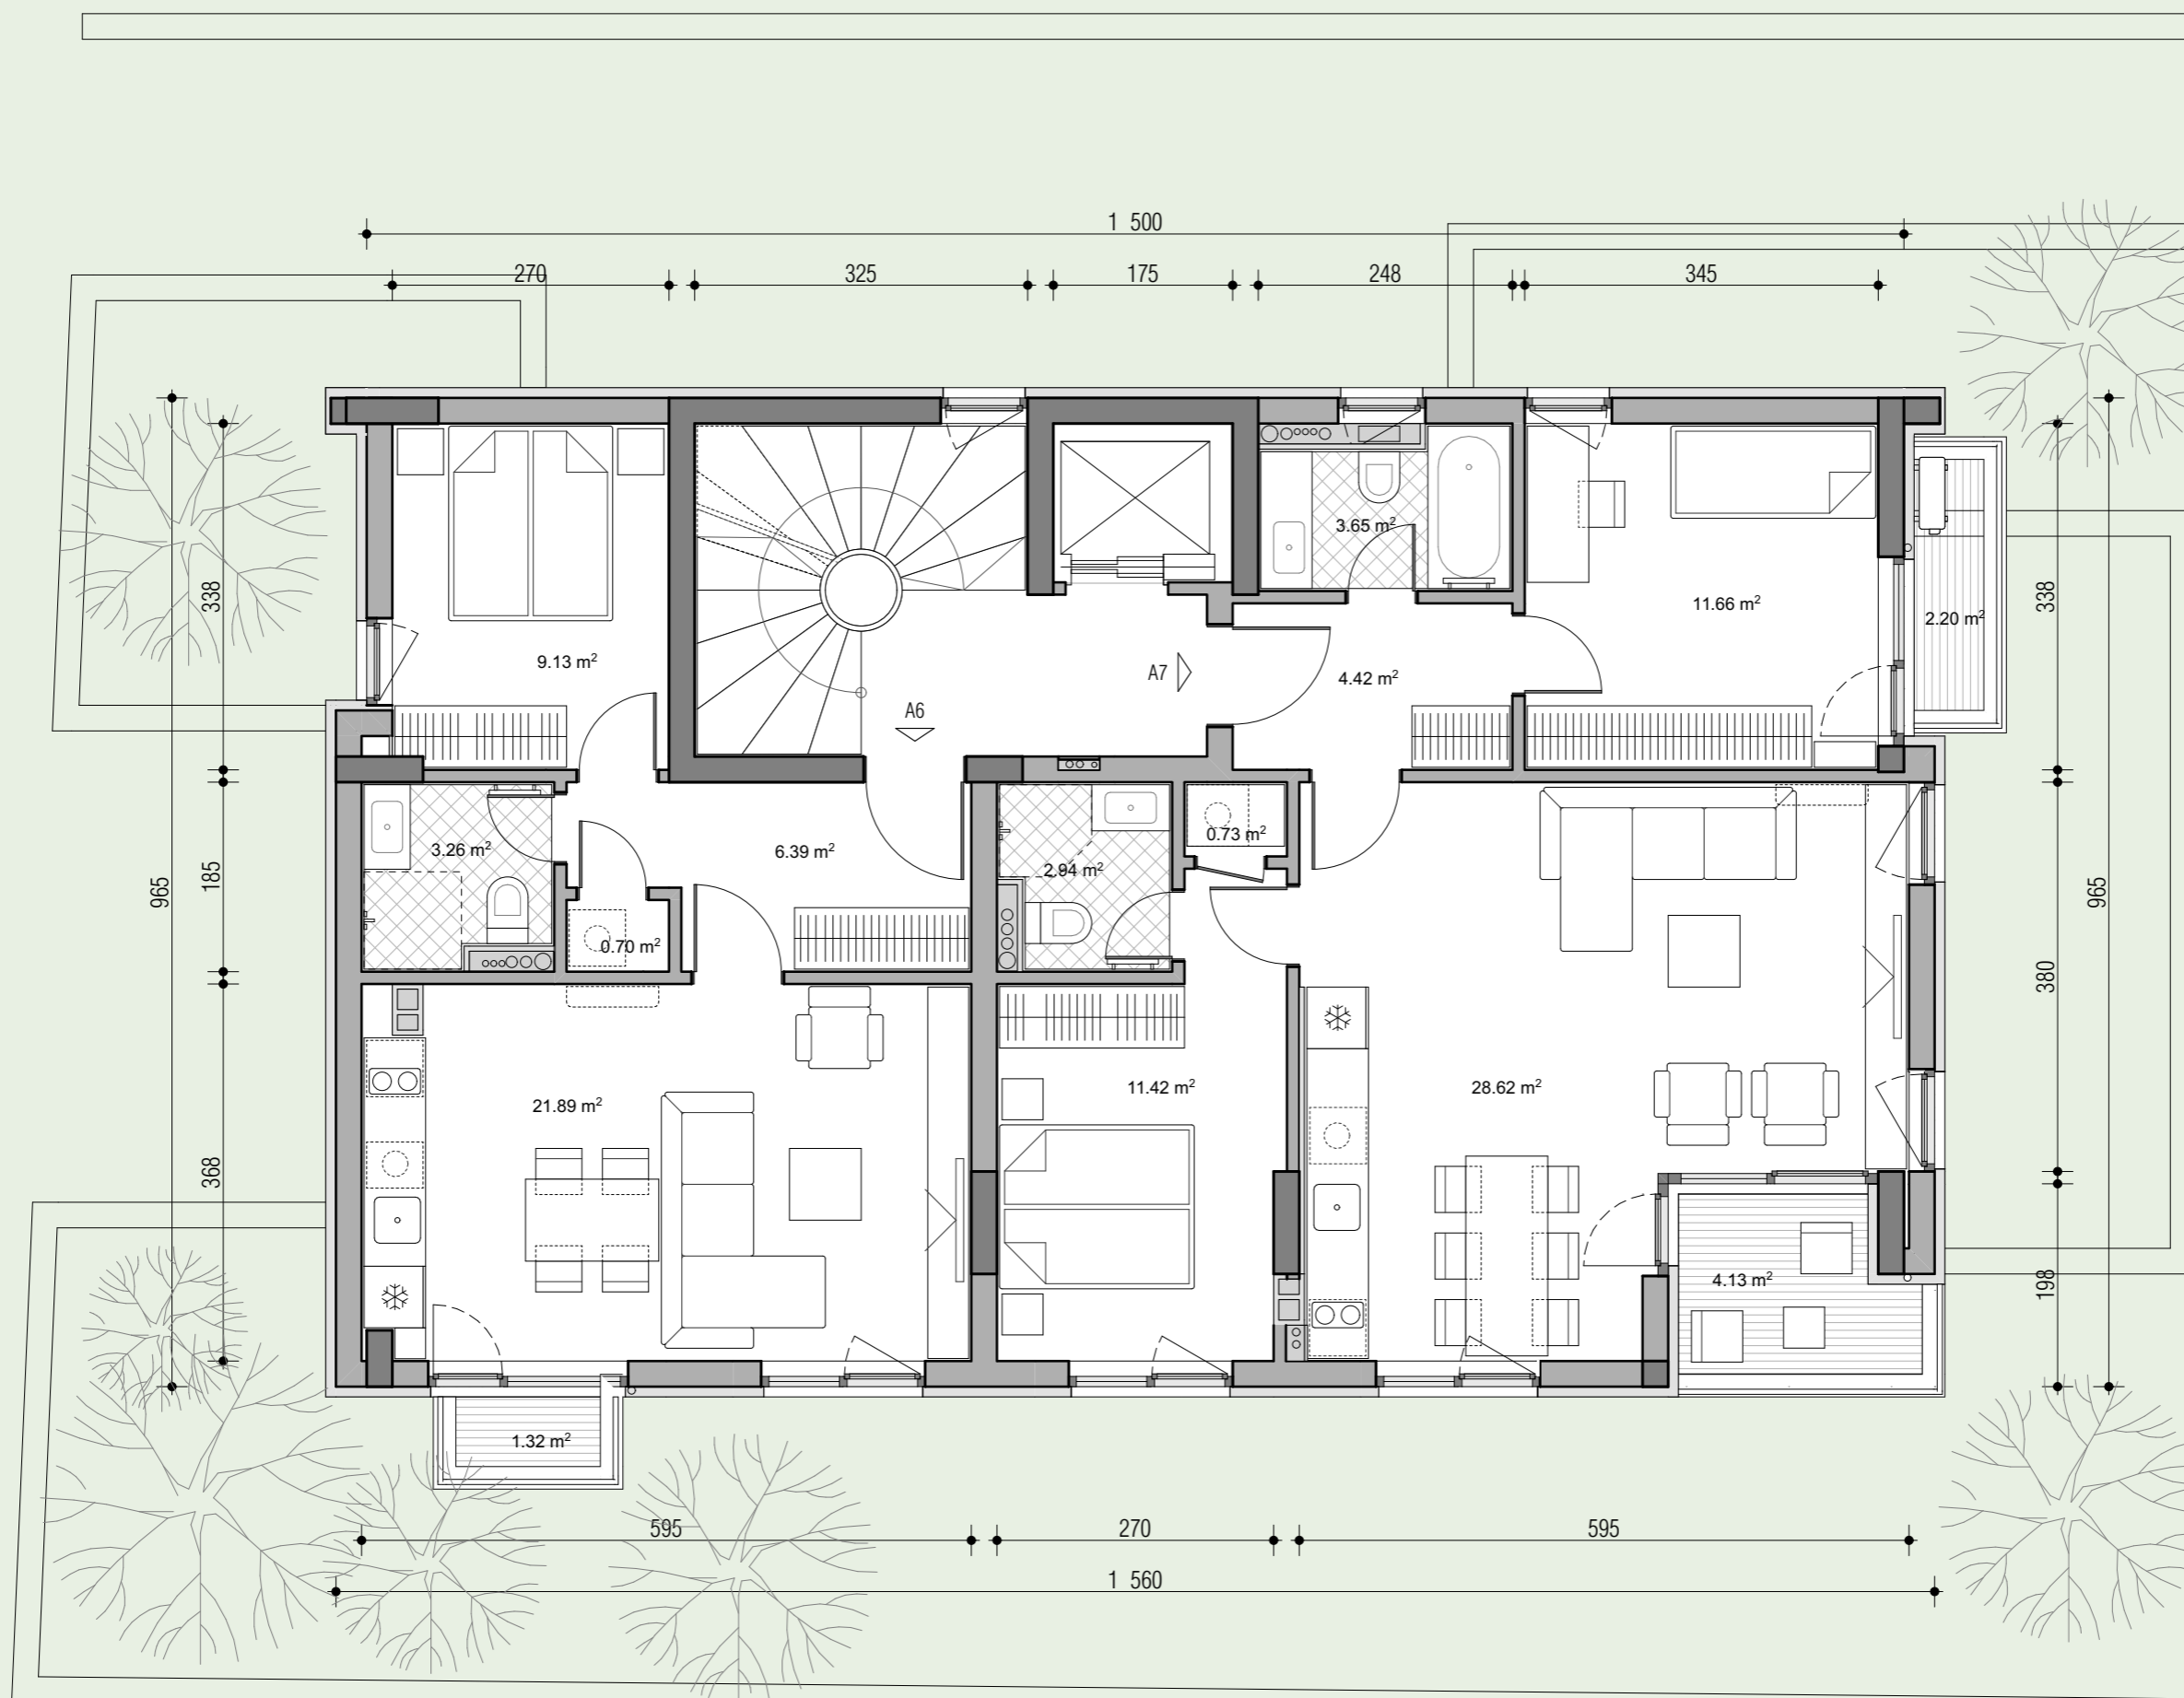 1 500
270
325
175
248
345
338
185
368
965
9.13 m²
A6
A7
3.65 m²
4.42 m²
11.66 m²
2.20 m²
3.26 m²
0.70 m²
6.39 m²
2.94 m²
0.73 m²
21.89 m²
11.42 m²
28.62 m²
4.13 m²
1.32 m²
338
380
198
965
595
270
595
1 560